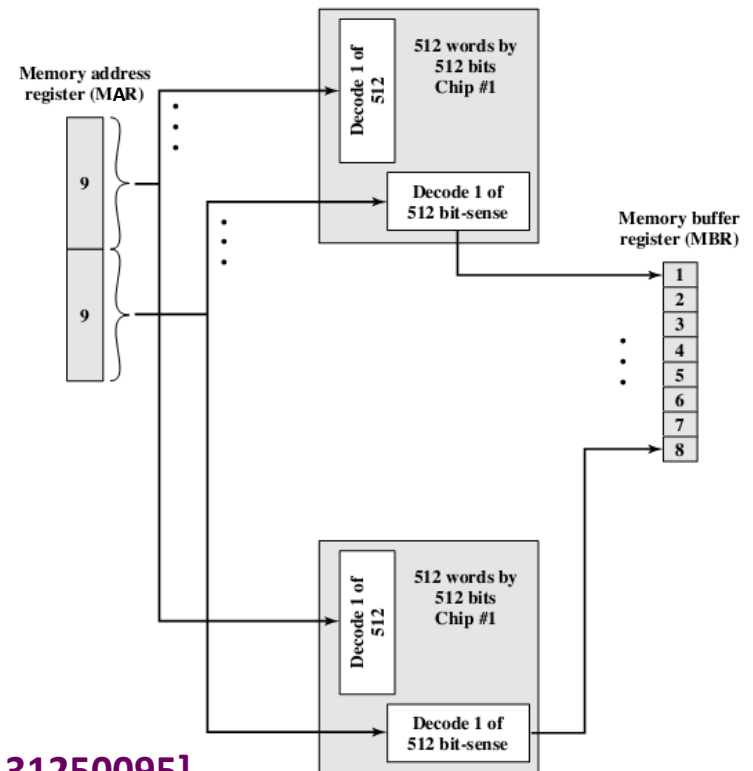 Memory address
register (MAR)
9
9
Decode 1 of
512
512 words by
512 bits
Chip #1
Decode 1 of
512 bit-sense
Memory buffer
register (MBR)
1
2
3
4
5
6
7
8
Decode 1 of
512
512 words by
512 bits
Chip #1
Decode 1 of
512 bit-sense
31250095]